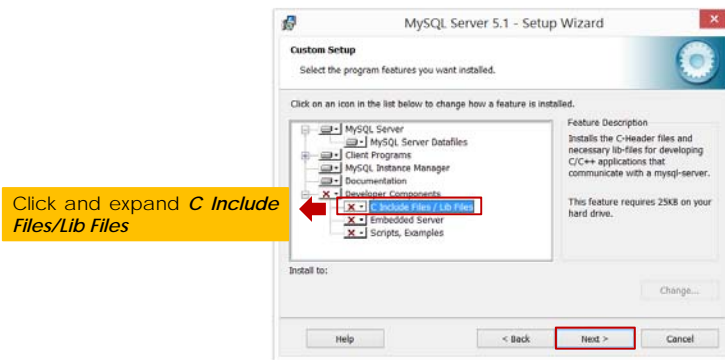 MySQL Server 5.1 - Setup Wizard
Custom Setup
Select the program features you want installed.
Click on an icon in the list below to change how a feature is installed.
MySQL Server
MySQL Server Datafiles
Client Programs
MySQL Instance Manager
Documentation
Developer Components
C Include Files / Lib Files
Embedded Server
Scripts, Examples
Feature Description
Installs the C-Header files and
necessary lib-files for developing
C/C++ applications that
communicate with a mysql-server.
This feature requires 25KB on your
hard drive.
Click and expand C Include
Files/Lib Files
Install to:
Change...
Help
< Back
Next >
Cancel